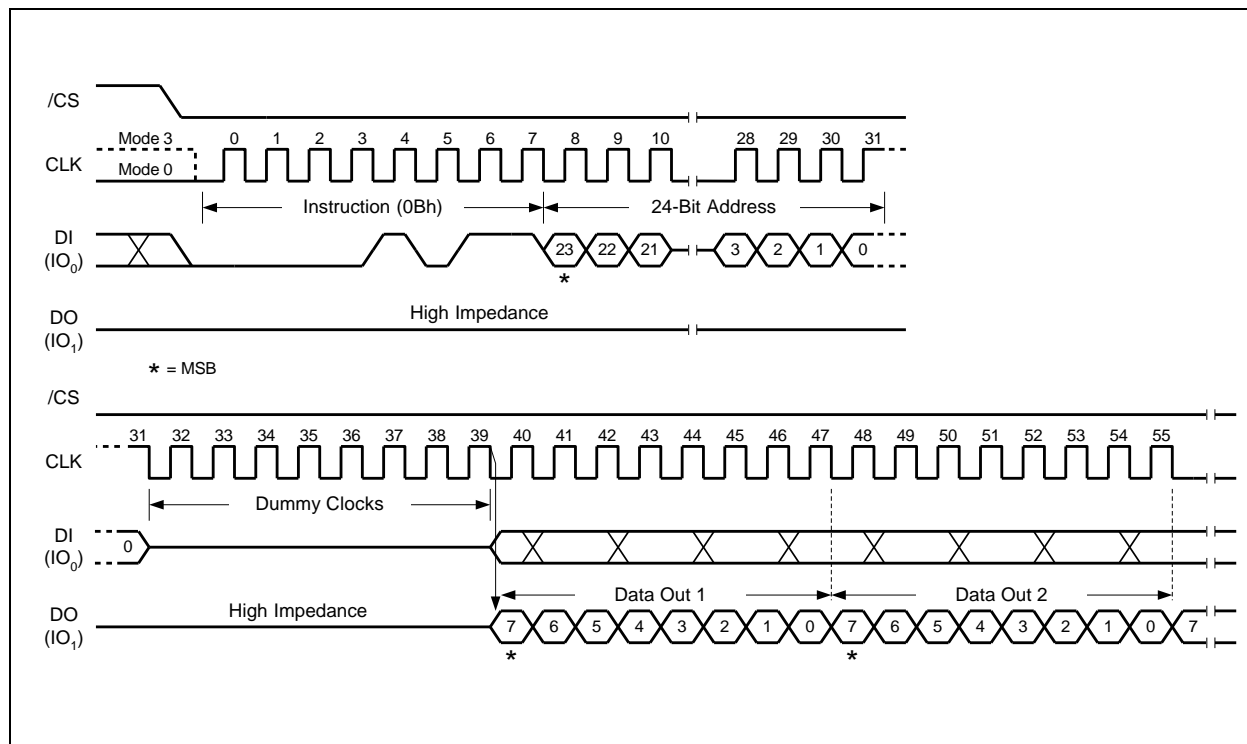 /CS
Mode 3 0 1 2 3 4 5 6 7 8 9 10 28 29 30 31
CLK
Mode 0
Instruction (0Bh) 24-Bit Address
DI
(IO0) 23 22 21 3 2 1 0
*
High Impedance
DO
(IO1)
* = MSB
/CS
31 32 33 34 35 36 37 38 39 40 41 42 43 44 45 46 47 48 49 50 51 52 53 54 55
CLK
Dummy Clocks
DI
(IO0) 0
Data Out 1 Data Out 2
High Impedance
DO
(IO1) 7 6 5 4 3 2 1 0 7 6 5 4 3 2 1 0 7
* *